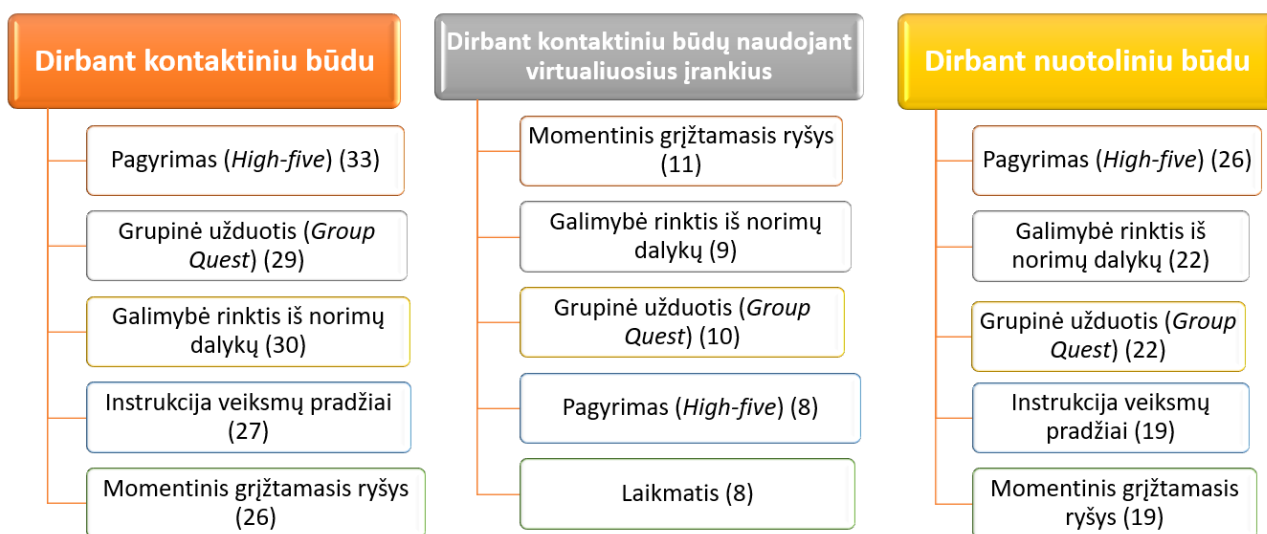 Dirbant kontaktiniu būdu
Pagyrimas (High-five) (33)
Grupinė užduotis (Group
Quest) (29)
Galimybė rinktis iš norimų
dalykų (30)
Instrukcija veiksmų pradžiai
(27)
Momentinis grįžtamasis ryšys
(26)
Dirbant kontaktiniu būdų naudojant
virtualiuosius įrankius
Momentinis grįžtamasis ryšys
(11)
Galimybė rinktis iš norimų
dalykų (9)
Grupinė užduotis (Group
Quest) (10)
Pagyrimas (High-five) (8)
Laikmatis (8)
Dirbant nuotoliniu būdu
Pagyrimas (High-five) (26)
Galimybė rinktis iš
norimų dalykų (22)
Grupinė užduotis (Group
Quest) (22)
Instrukcija veiksmų
pradžiai (19)
Momentinis grįžtamasis
ryšys (19)